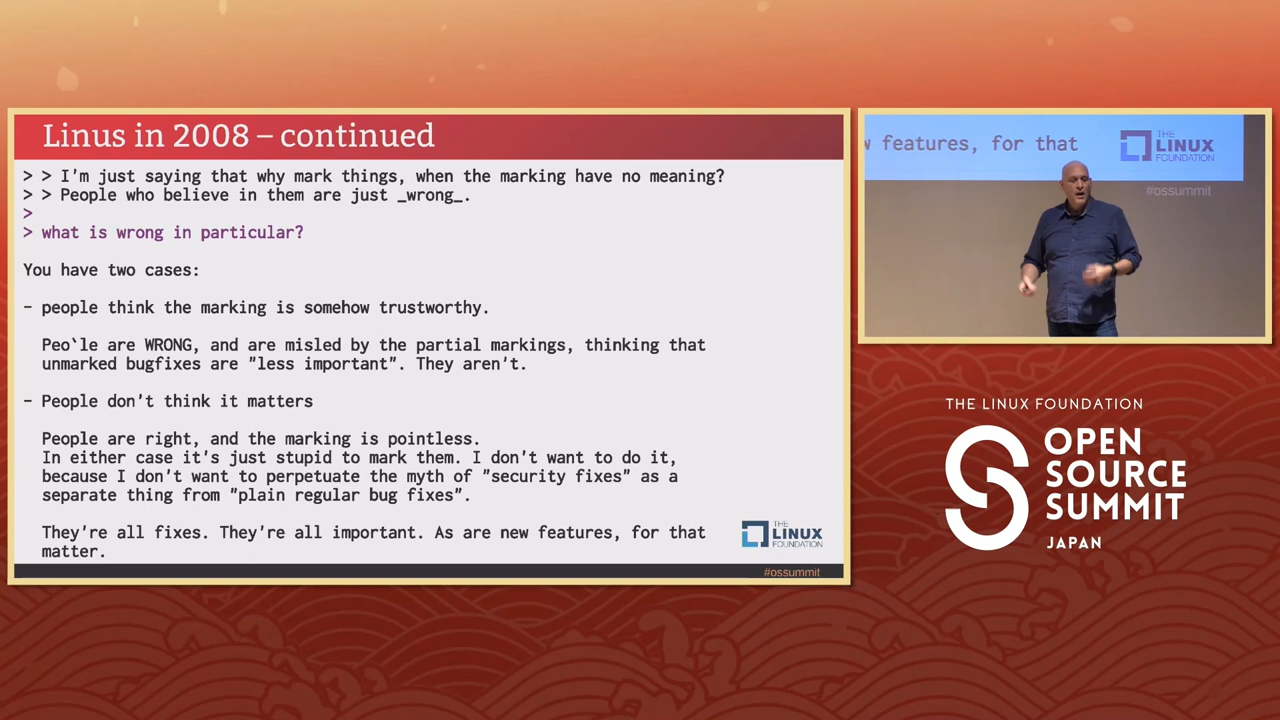 Linus in 2008 – continued
> > I'm just saying that why mark things, when the marking have no meaning?
> > People who believe in them are just _wrong_.
>
> what is wrong in particular?
You have two cases:
- people think the marking is somehow trustworthy.
Peo`le are WRONG, and are misled by the partial markings, thinking that
unmarked bugfixes are "less important". They aren't.
- People don't think it matters
People are right, and the marking is pointless.
In either case it's just stupid to mark them. I don't want to do it,
because I don't want to perpetuate the myth of "security fixes" as a
separate thing from "plain regular bug fixes".
They're all fixes. They're all important. As are new features, for that
matter.
THE
LINUX
FOUNDATION
#ossummit
w features, for that
THE
LINUX
FOUNDATION
#ossummit
THE LINUX FOUNDATION
OPEN
SOURCE
SUMMIT
JAPAN